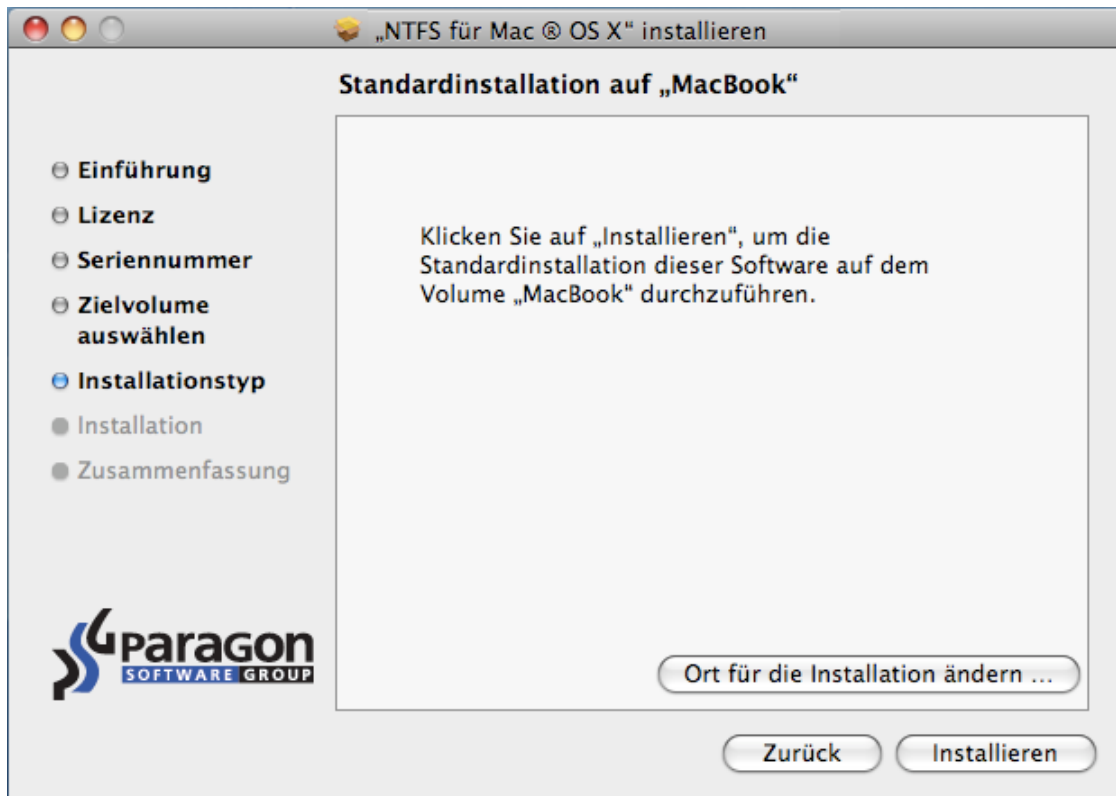 „NTFS für Mac ® OS X“ installieren
Standardinstallation auf „MacBook“
Einführung
Lizenz
Seriennummer
Zielvolume
auswählen
Installationstyp
Installation
Zusammenfassung
Klicken Sie auf „Installieren“, um die
Standardinstallation dieser Software auf dem
Volume „MacBook“ durchzuführen.
Paragon
SOFTWARE GROUP
Ort für die Installation ändern ...
Zurück
Installieren